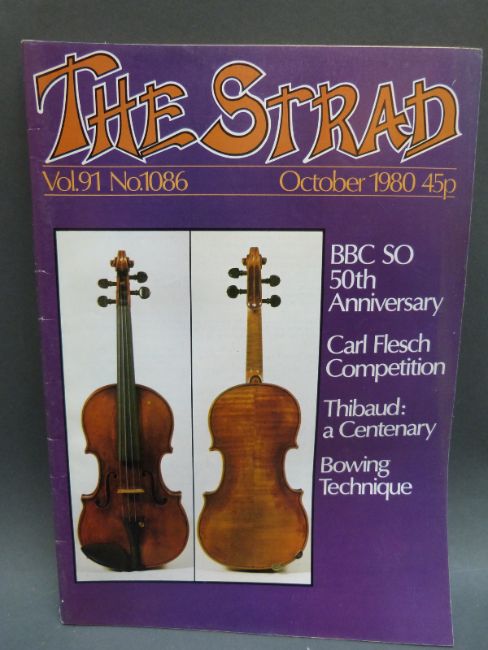 THE STRAD
Vol.91 No.1086 October 1980 45p
BBC SO
50th
Anniversary
Carl Flesch
Competition
Thibaud:
a Centenary
Bowing
Technique